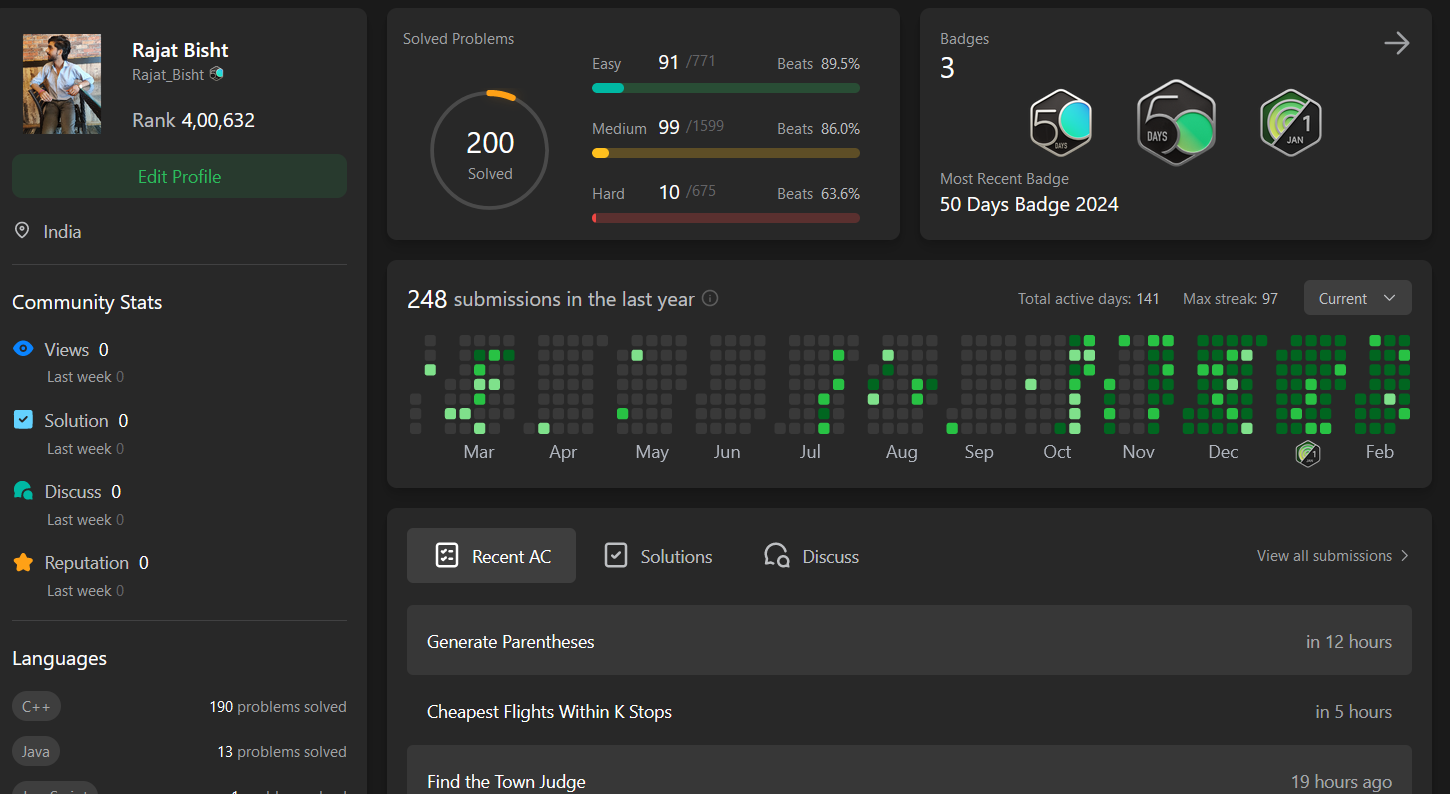 Rajat Bisht
Rajat_Bisht
Rank 4,00,632
Edit Profile
India
Community Stats
Views 0
Last week 0
Solution 0
Last week 0
Discuss 0
Last week 0
Reputation 0
Last week 0
Languages
C++ 190 problems solved
Java 13 problems solved
Solved Problems
200
Solved
Easy 91 /771 Beats 89.5%
Medium 99 /1599 Beats 86.0%
Hard 10 /675 Beats 63.6%
Badges
3
50 DAYS
50 DAYS
1 JAN
Most Recent Badge
50 Days Badge 2024
248 submissions in the last year Total active days: 141 Max streak: 97 Current
Mar Apr May Jun Jul Aug Sep Oct Nov Dec Feb
Recent AC Solutions Discuss View all submissions
Generate Parentheses in 12 hours
Cheapest Flights Within K Stops in 5 hours
Find the Town Judge 19 hours ago